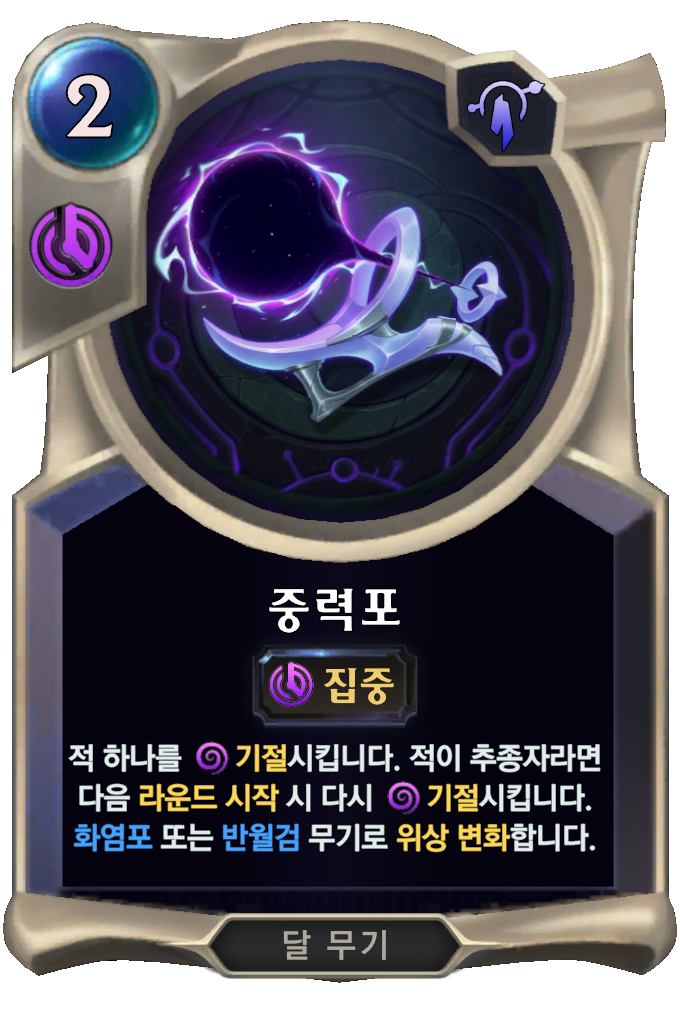 2
중력포
집중
적 하나를 기절시킵니다. 적이 추종자라면
다음 라운드 시작 시 다시 기절시킵니다.
화염포 또는 반월검 무기로 위상 변화합니다.
달 무기